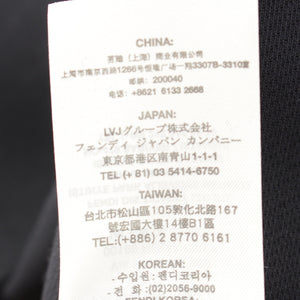 CHINA:
芬迪（上海）商业有限公司
上海市南京西路1266号恒隆广场一期3307B-3310室
邮编: 200040
电话: +8621 6133 2668
JAPAN:
LVJグループ株式会社
フェンディ ジャパン カンパニー
東京都港区南青山1-1-1
TEL (+ 81) 03 5414-6750
TAIWAN:
台北市松山區105敦化北路167
號宏國大樓14樓B1區
TEL:(+886) 2 8770 6161
KOREAN:
- 수입원: 펜디코리아
- 전 화 : (02)2056-9020
FENDI KOREA